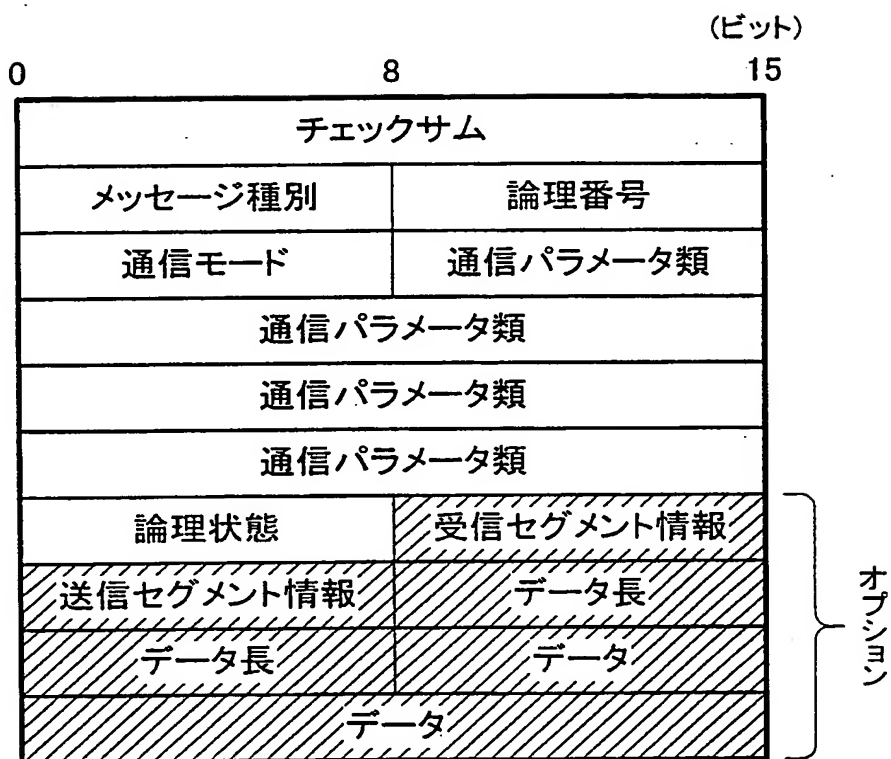 (ビット)
0 8 15
チェックサム
メッセージ種別 論理番号
通信モード 通信パラメータ類
通信パラメータ類
通信パラメータ類
通信パラメータ類
論理状態 受信セグメント情報
送信セグメント情報 データ長
データ長 データ
データ
オプション